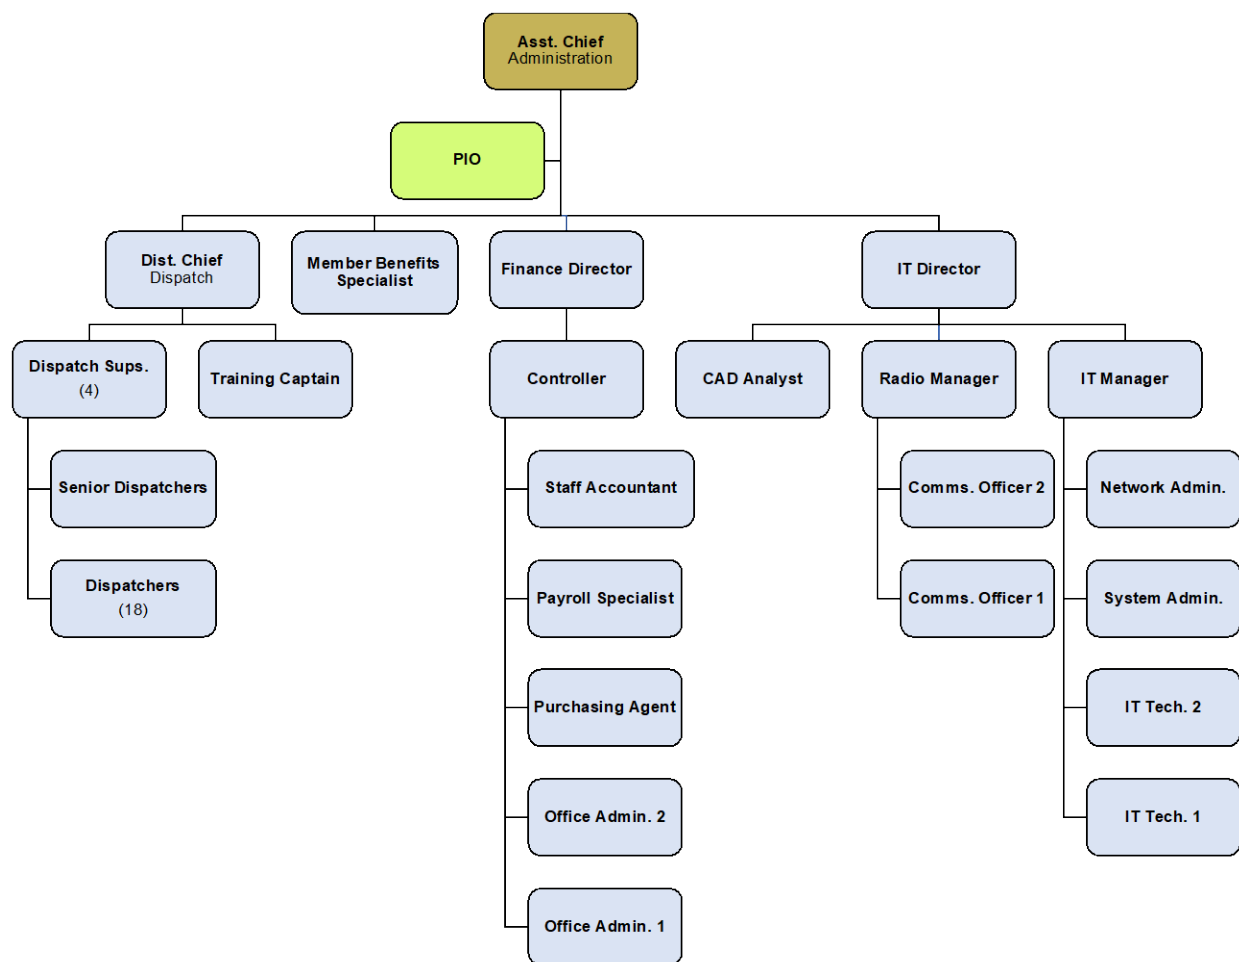 Asst. Chief
Administration
PIO
Dist. Chief
Dispatch
Member Benefits
Specialist
Finance Director
IT Director
Dispatch Sups.
(4)
Training Captain
Controller
CAD Analyst
Radio Manager
IT Manager
Senior Dispatchers
Staff Accountant
Comms. Officer 2
Network Admin.
Dispatchers
(18)
Payroll Specialist
Comms. Officer 1
System Admin.
Purchasing Agent
IT Tech. 2
Office Admin. 2
IT Tech. 1
Office Admin. 1